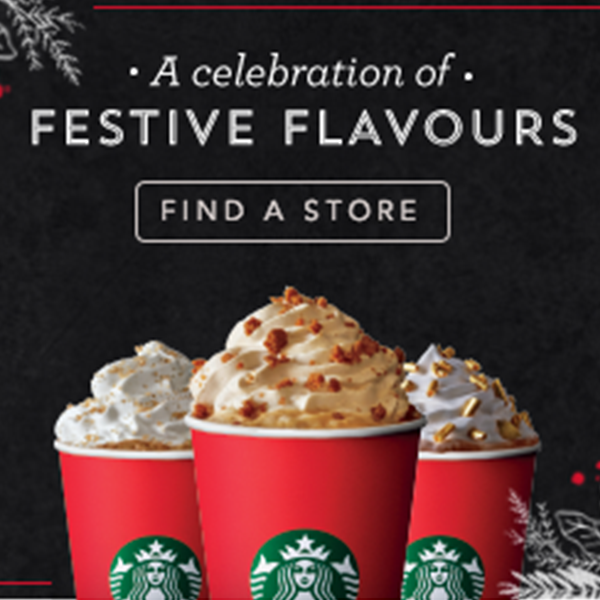 • A celebration of •
FESTIVE FLAVOURS
FIND A STORE